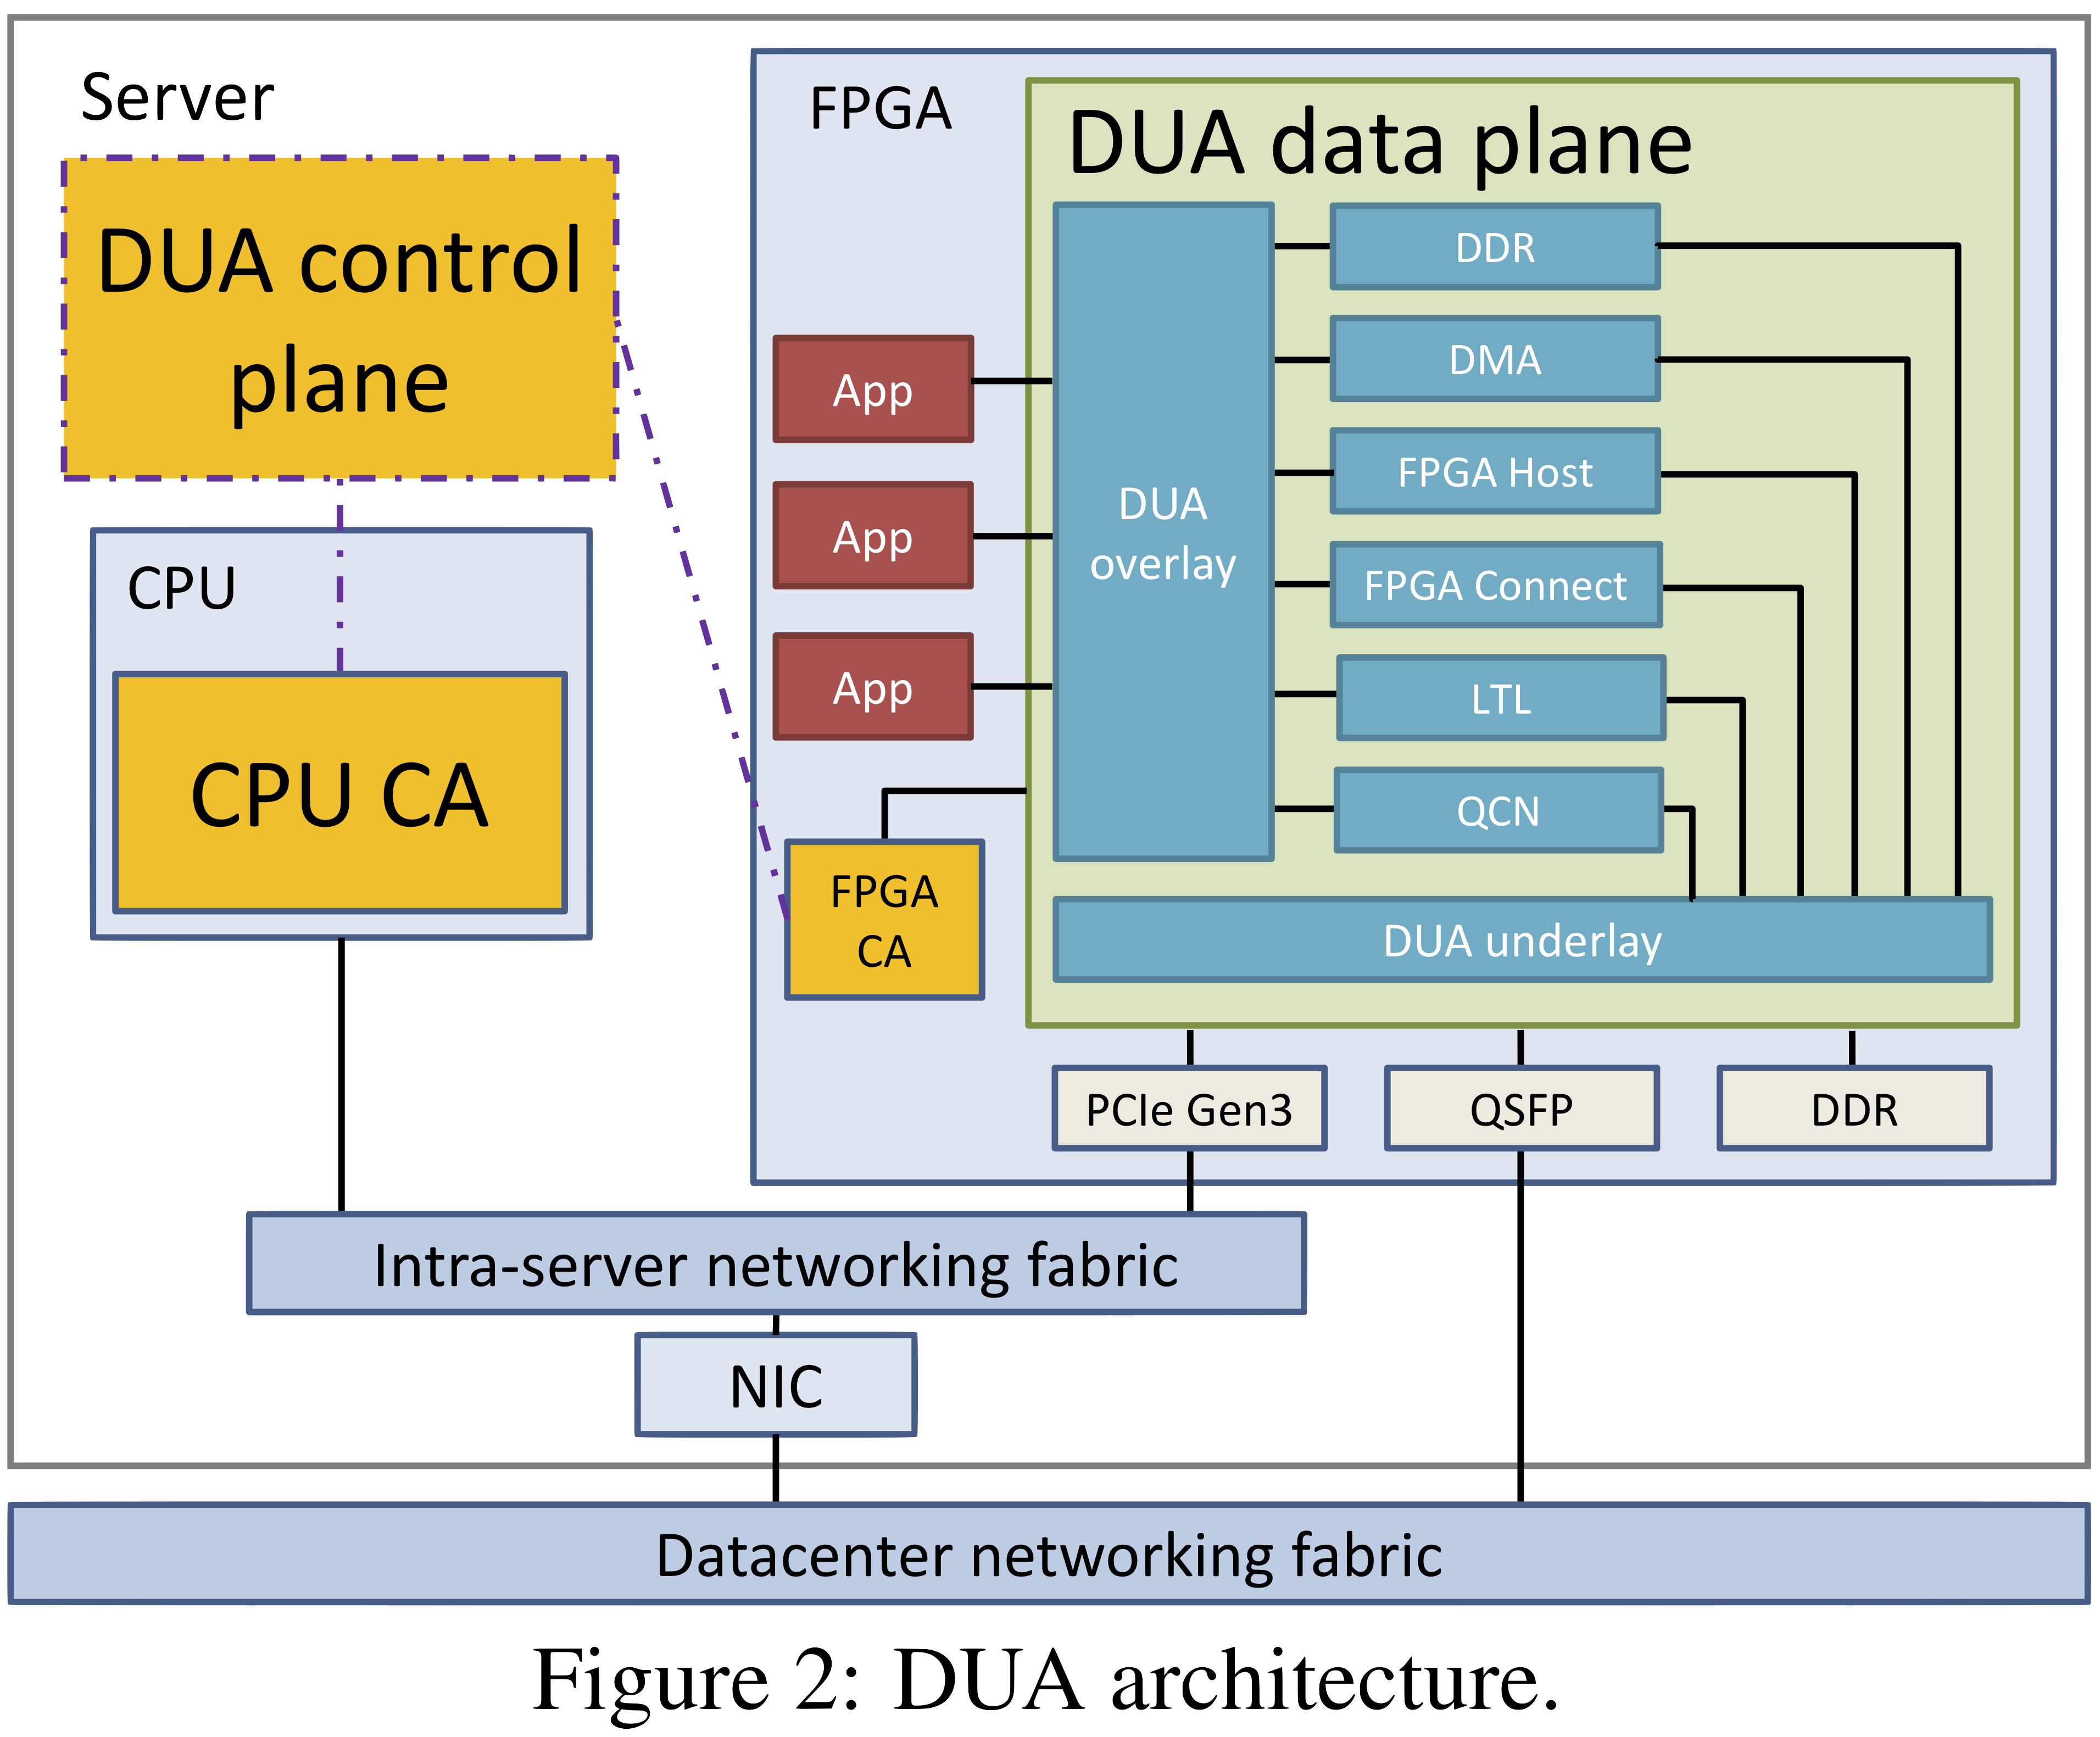 Server
DUA control
plane
CPU
CPU CA
FPGA
DUA data plane
App
App
App
FPGA
CA
DUA
overlay
DDR
DMA
FPGA Host
FPGA Connect
LTL
QCN
DUA underlay
PCIe Gen3
QSFP
DDR
Intra-server networking fabric
NIC
Datacenter networking fabric
Figure 2: DUA architecture.